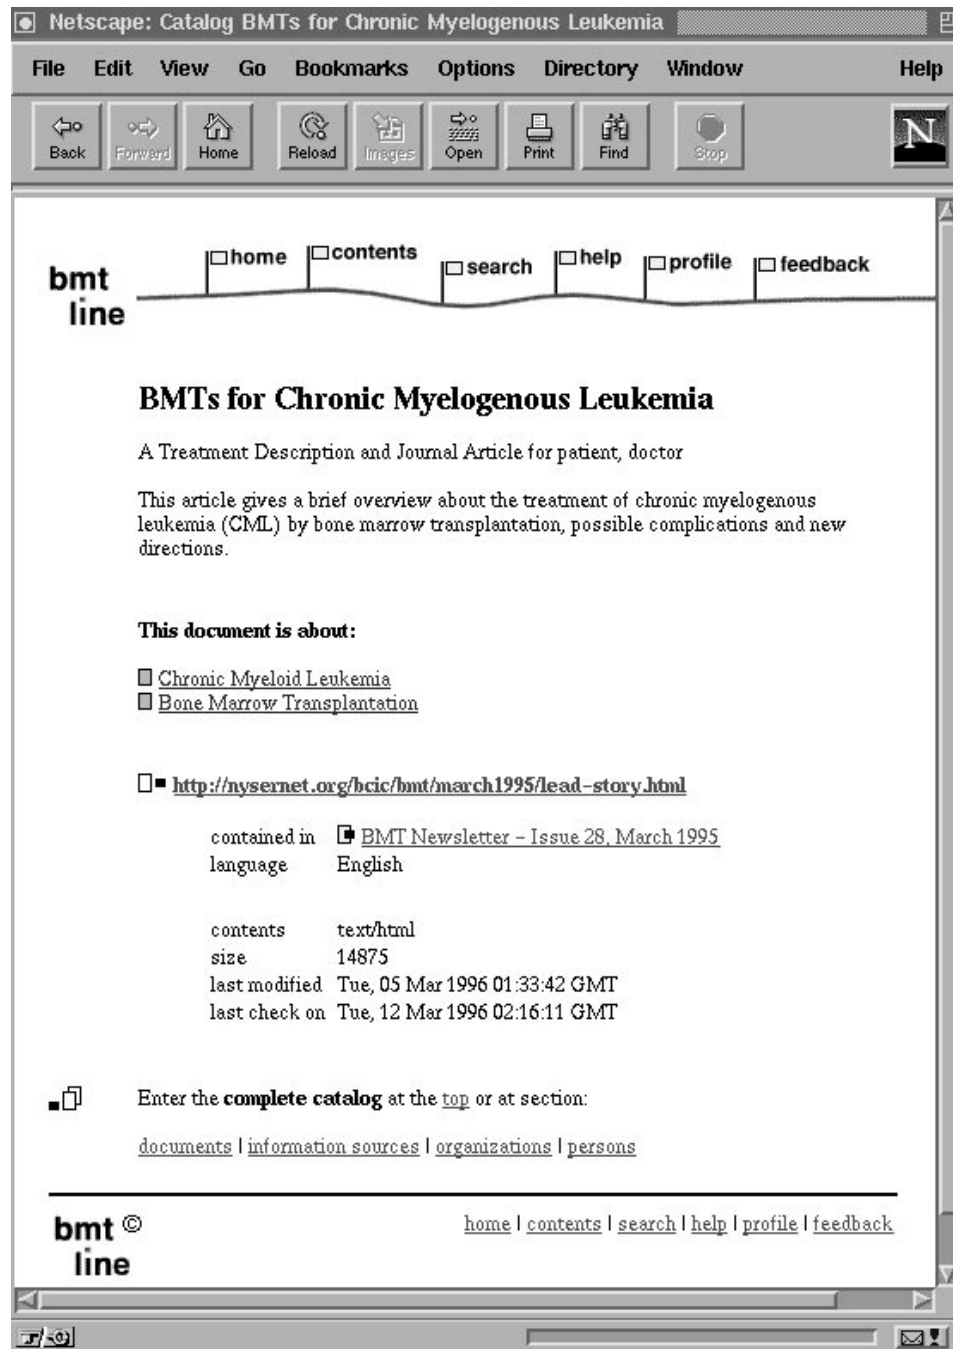 Netscape: Catalog BMTs for Chronic Myelogenous Leukemia
File Edit View Go Bookmarks Options Directory Window Help
Back Forward Home Reload Images Open Print Find Stop
N
bmt line
home contents search help profile feedback
BMTs for Chronic Myelogenous Leukemia
A Treatment Description and Journal Article for patient, doctor
This article gives a brief overview about the treatment of chronic myelogenous
leukemia (CML) by bone marrow transplantation, possible complications and new
directions.
This document is about:
Chronic Myeloid Leukemia
Bone Marrow Transplantation
http://nysernet.org/bcic/bmt/march1995/lead-story.html
contained in BMT Newsletter - Issue 28, March 1995
language English
contents text/html
size 14875
last modified Tue, 05 Mar 1996 01:33:42 GMT
last check on Tue, 12 Mar 1996 02:16:11 GMT
Enter the complete catalog at the top or at section:
documents | information sources | organizations | persons
bmt © line
home | contents | search | help | profile | feedback